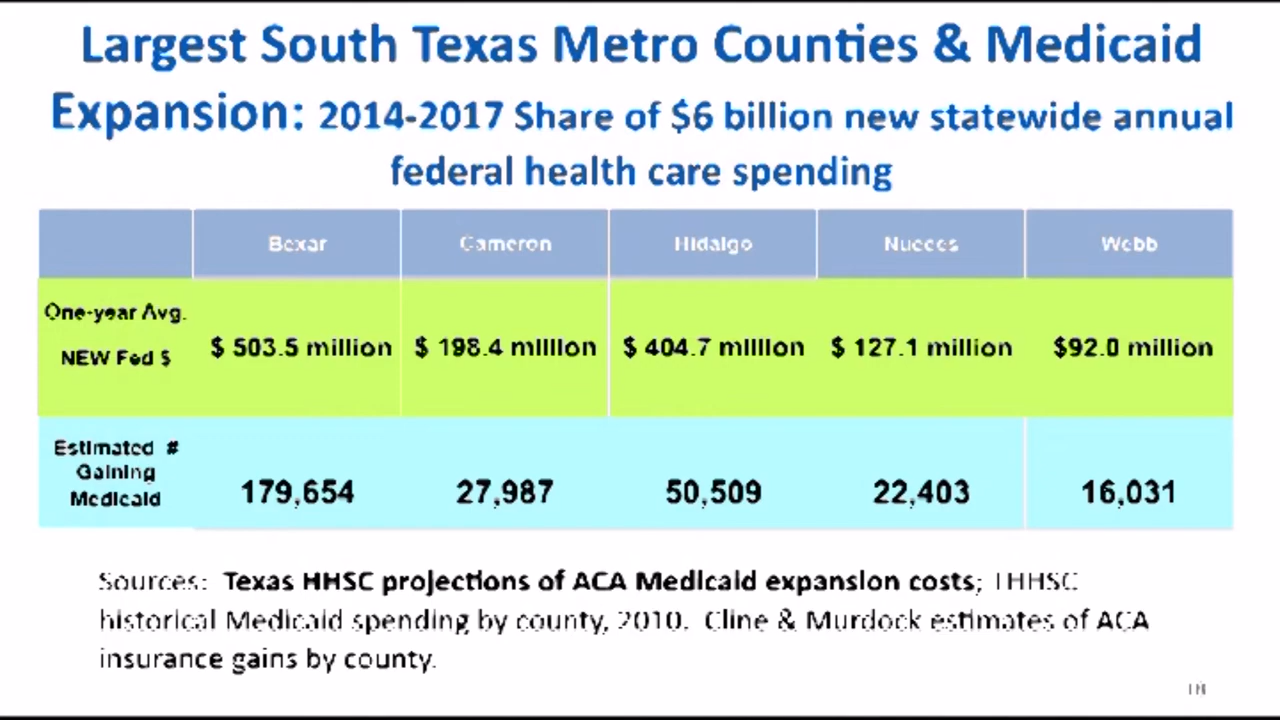 Largest South Texas Metro Counties & Medicaid
Expansion: 2014-2017 Share of $6 billion new statewide annual
federal health care spending
Bexar Cameron Hidalgo Nueces Webb
One-year Avg.
NEW Fed $
$ 503.5 million $ 198.4 million $ 404.7 million $ 127.1 million $92.0 million
Estimated #
Gaining
Medicaid
179,654 27,987 50,509 22,403 16,031
Sources: Texas HHSC projections of ACA Medicaid expansion costs; THHSC
historical Medicaid spending by county, 2010. Cline & Murdock estimates of ACA
insurance gains by county.